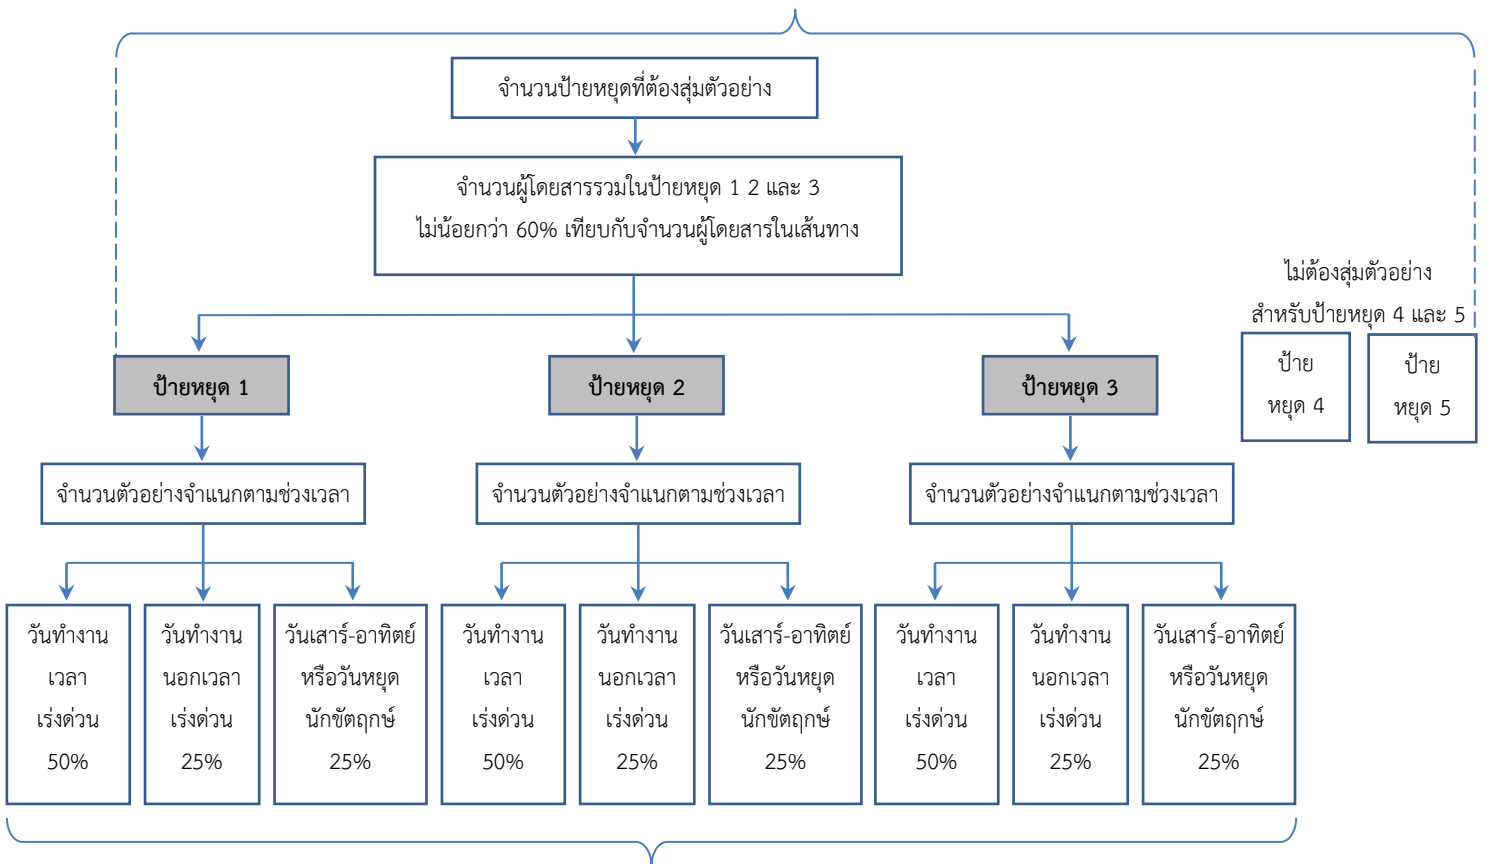 จำนวนป้ายหยุดที่ต้องสุ่มตัวอย่าง
จำนวนผู้โดยสารรวมในป้ายหยุด 1 2 และ 3
ไม่น้อยกว่า 60% เทียบกับจำนวนผู้โดยสารในเส้นทาง
ไม่ต้องสุ่มตัวอย่าง
สำหรับป้ายหยุด 4 และ 5
ป้ายหยุด 1
ป้ายหยุด 2
ป้ายหยุด 3
ป้าย
หยุด 4
ป้าย
หยุด 5
จำนวนตัวอย่างจำแนกตามช่วงเวลา
จำนวนตัวอย่างจำแนกตามช่วงเวลา
จำนวนตัวอย่างจำแนกตามช่วงเวลา
วันทำงาน
เวลา
เร่งด่วน
50%
วันทำงาน
นอกเวลา
เร่งด่วน
25%
วันเสาร์-อาทิตย์
หรือวันหยุด
นักขัตฤกษ์
25%
วันทำงาน
เวลา
เร่งด่วน
50%
วันทำงาน
นอกเวลา
เร่งด่วน
25%
วันเสาร์-อาทิตย์
หรือวันหยุด
นักขัตฤกษ์
25%
วันทำงาน
เวลา
เร่งด่วน
50%
วันทำงาน
นอกเวลา
เร่งด่วน
25%
วันเสาร์-อาทิตย์
หรือวันหยุด
นักขัตฤกษ์
25%